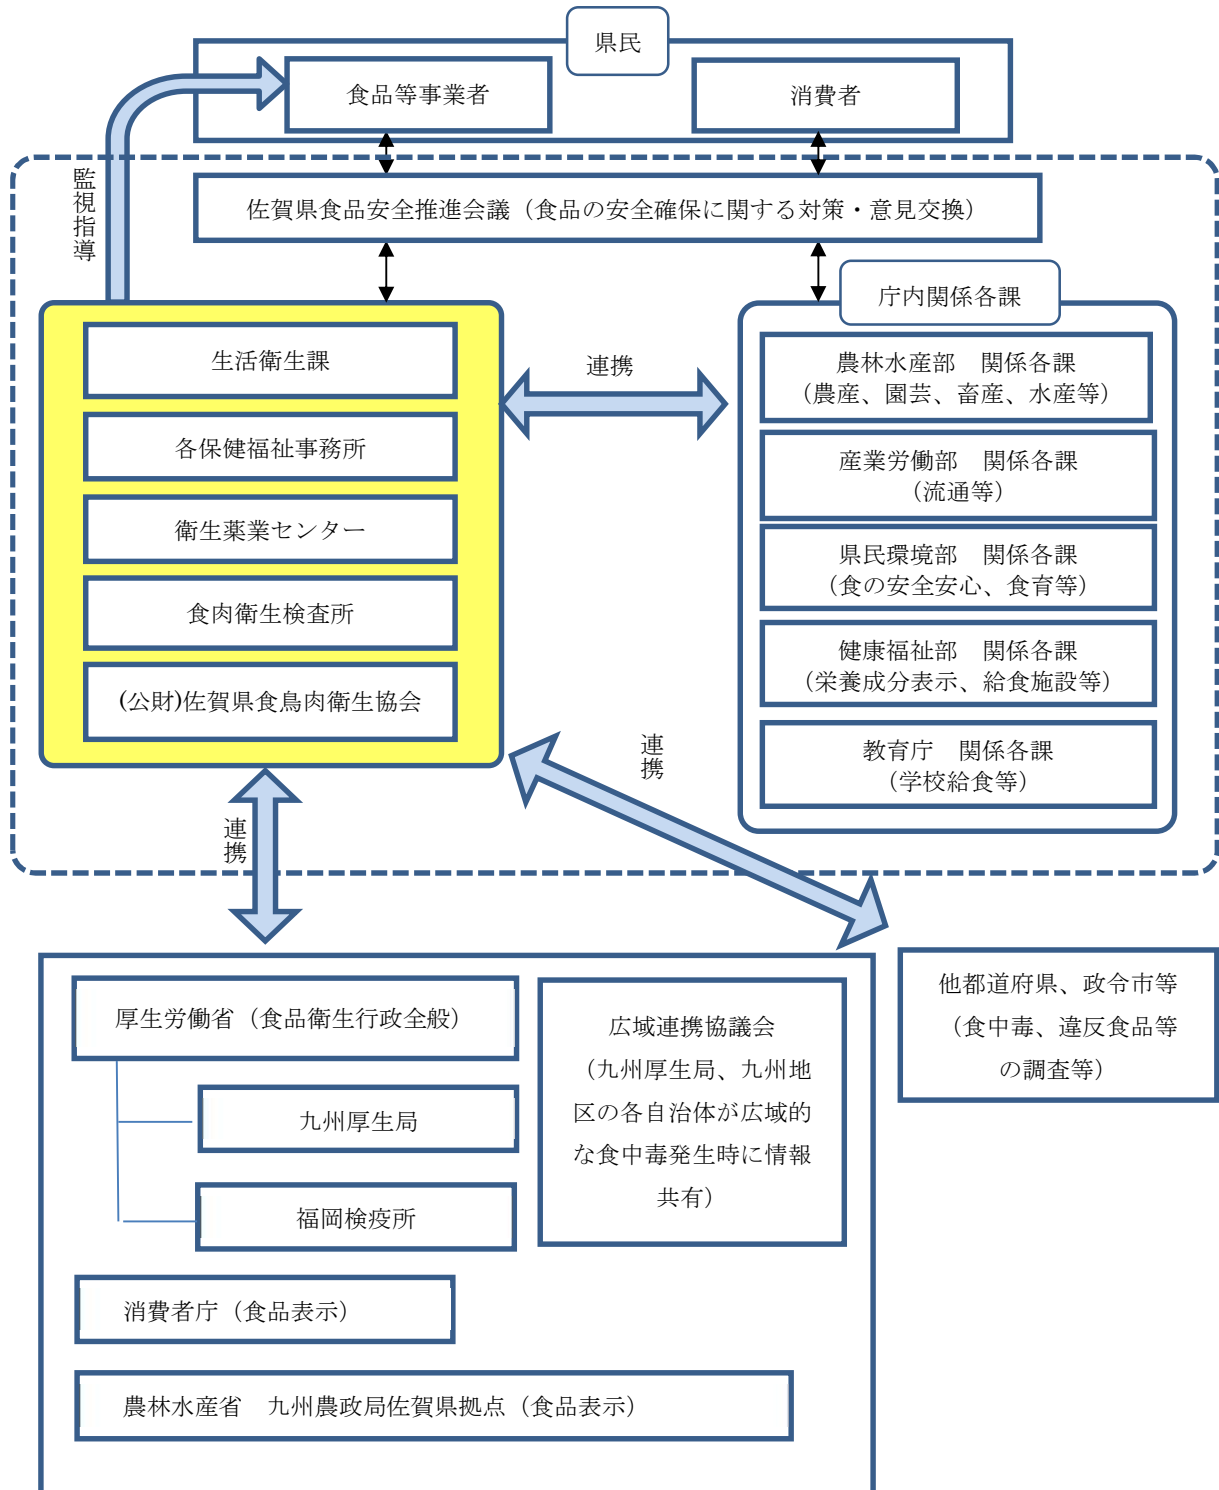 県民
食品等事業者
消費者
監視指導
佐賀県食品安全推進会議（食品の安全確保に関する対策・意見交換）
生活衛生課
各保健福祉事務所
衛生薬業センター
食肉衛生検査所
(公財)佐賀県食鳥肉衛生協会
連携
庁内関係各課
農林水産部　関係各課
（農産、園芸、畜産、水産等）
産業労働部　関係各課
（流通等）
県民環境部　関係各課
（食の安全安心、食育等）
健康福祉部　関係各課
（栄養成分表示、給食施設等）
教育庁　関係各課
（学校給食等）
連携
連携
厚生労働省（食品衛生行政全般）
九州厚生局
福岡検疫所
広域連携協議会
（九州厚生局、九州地
区の各自治体が広域的
な食中毒発生時に情報
共有）
他都道府県、政令市等
（食中毒、違反食品等
の調査等）
消費者庁（食品表示）
農林水産省　九州農政局佐賀県拠点（食品表示）